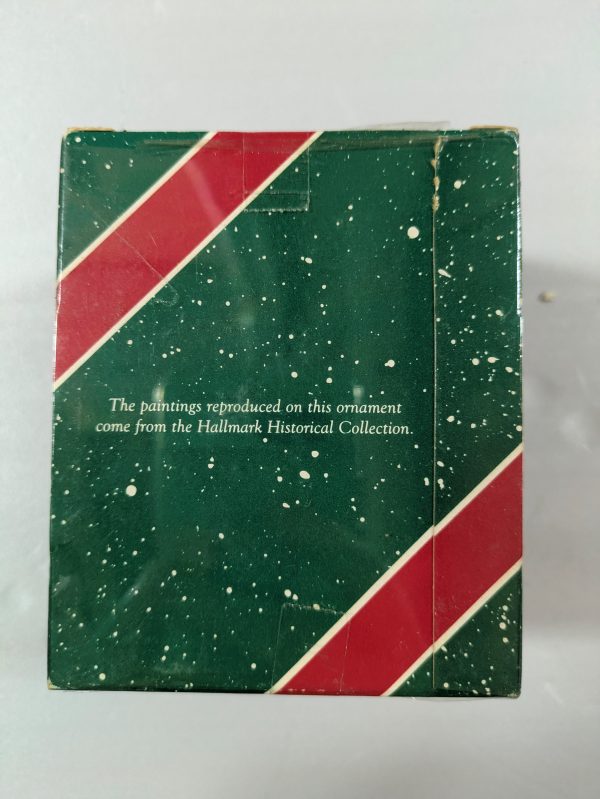 The paintings reproduced on this ornament
come from the Hallmark Historical Collection.